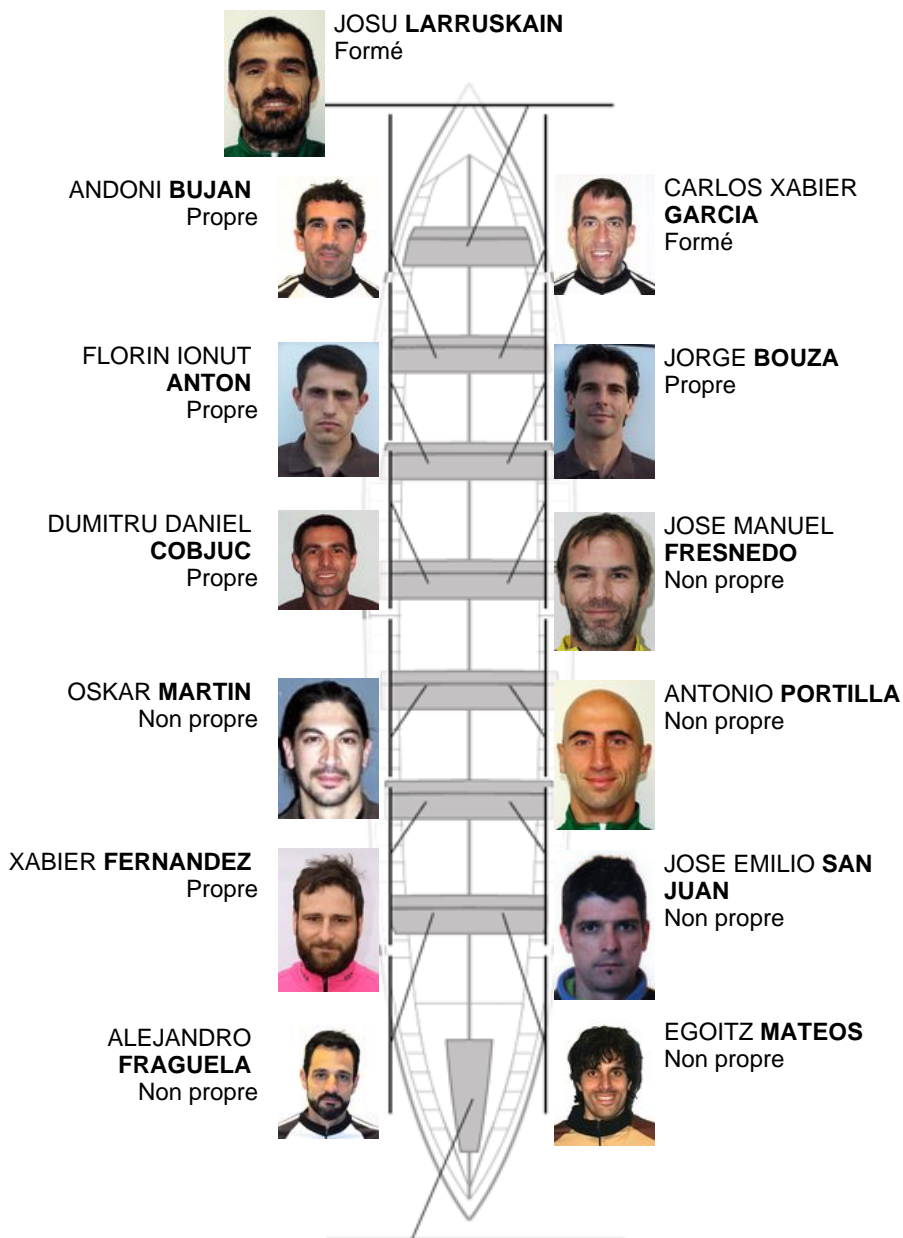 JOSU LARRUSKAIN
Formé
ANDONI BUJAN
Propre
CARLOS XABIER
GARCIA
Formé
FLORIN IONUT
ANTON
Propre
JORGE BOUZA
Propre
DUMITRU DANIEL
COBJUC
Propre
JOSE MANUEL
FRESNEDO
Non propre
OSKAR MARTIN
Non propre
ANTONIO PORTILLA
Non propre
XABIER FERNANDEZ
Propre
JOSE EMILIO SAN
JUAN
Non propre
ALEJANDRO
FRAGUELA
Non propre
EGOITZ MATEOS
Non propre